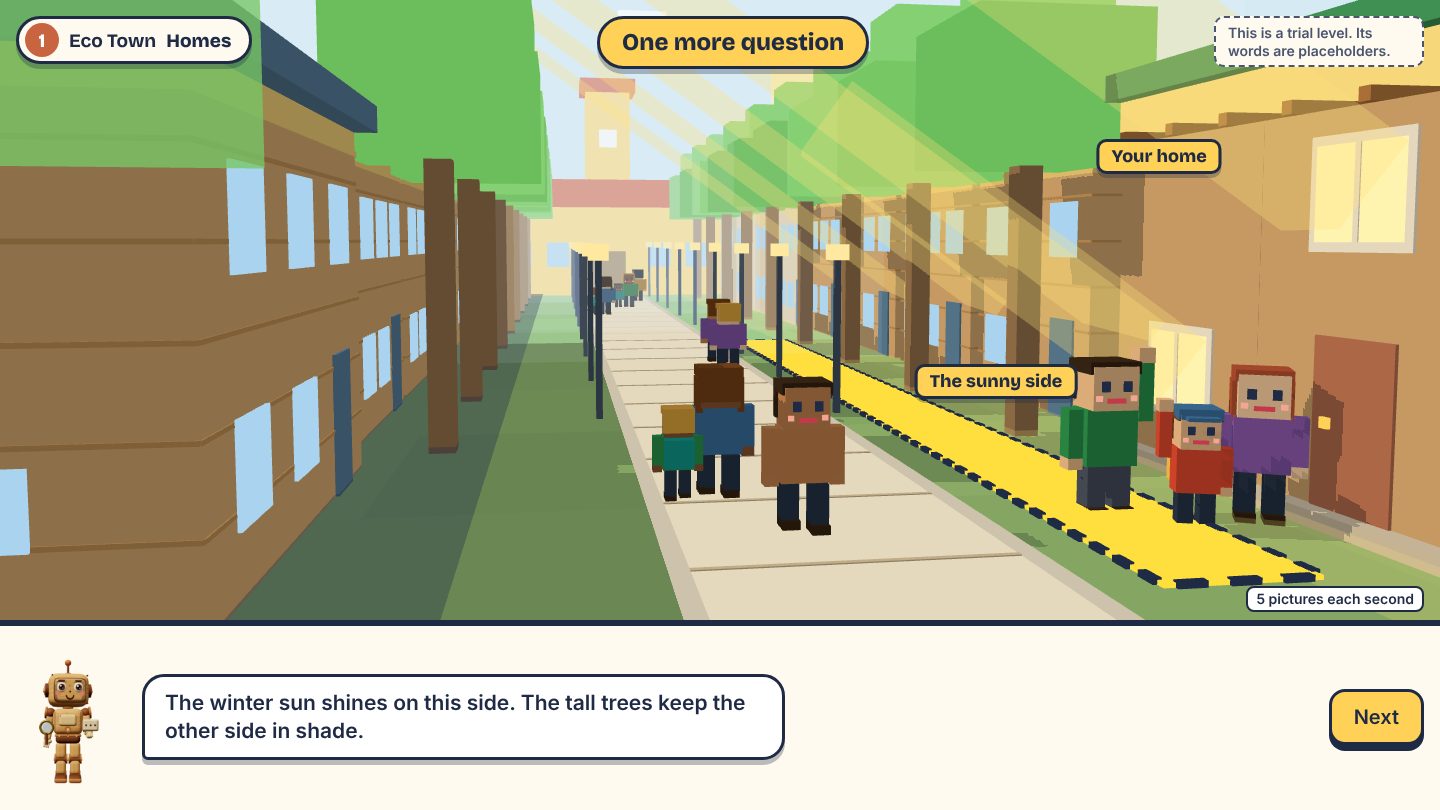 1 Eco Town Homes
One more question
This is a trial level. Its
words are placeholders.
Your home
The sunny side
5 pictures each second
The winter sun shines on this side. The tall trees keep the
other side in shade.
Next